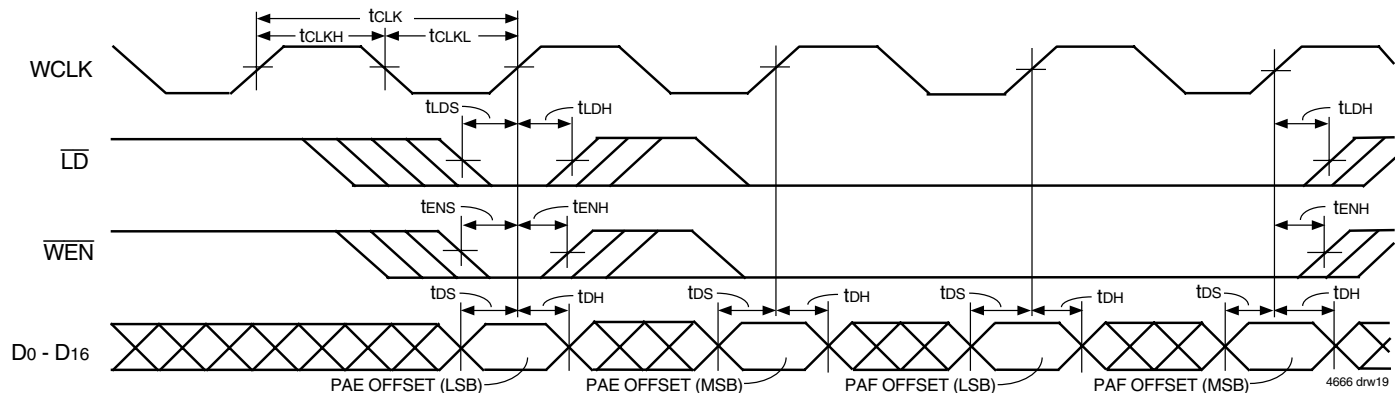 tCLK
tCLKH
tCLKL
WCLK
tLDS
tLDH
tLDH
LD
tENS
tENH
tENH
WEN
tDS
tDH
tDS
tDH
tDS
tDH
tDS
tDH
D0 - D16
PAE OFFSET (LSB)
PAE OFFSET (MSB)
PAF OFFSET (LSB)
PAF OFFSET (MSB)
4666 drw19